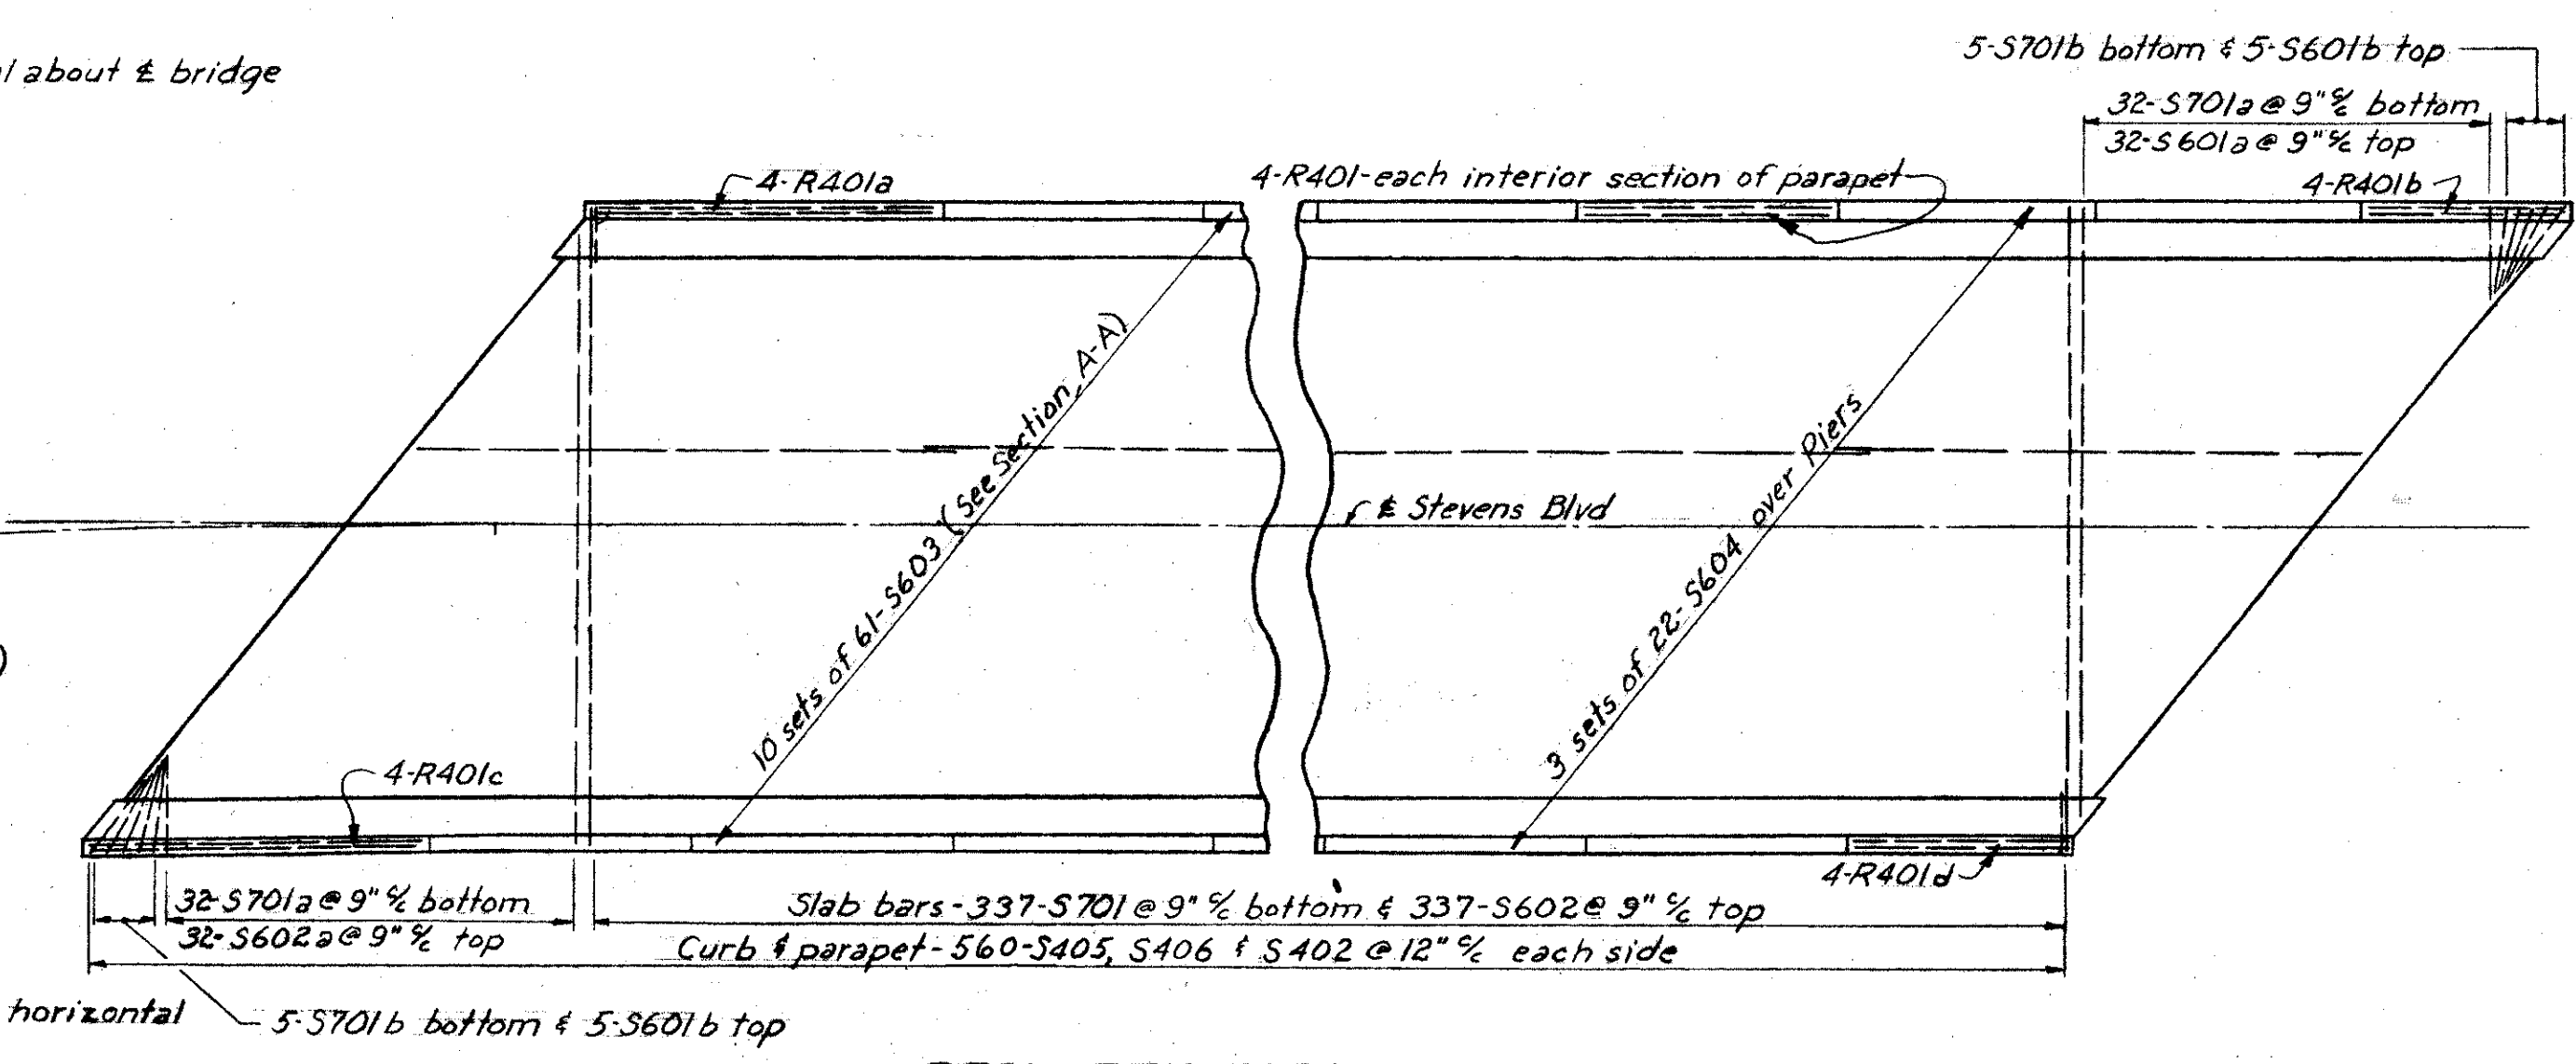 5-S701b bottom & 5-S601b top
l about ℄ bridge
32-S701a @ 9" c/c bottom
32-S601a @ 9" c/c top
4-R401a
4-R401-each interior section of parapet
4-R401b
10 sets of 61-S603 (See Section A-A)
3 sets of 22-S604 over Piers
℄ Stevens Blvd
)
4-R401c
4-R401d
32-S701a @ 9" c/c bottom
32-S602a @ 9" c/c top
Slab bars-337-S701 @ 9" c/c bottom & 337-S602 @ 9" c/c top
Curb & parapet-560-S405, S406 & S402 @ 12" c/c each side
horizontal
5-S701b bottom & 5-S601b top